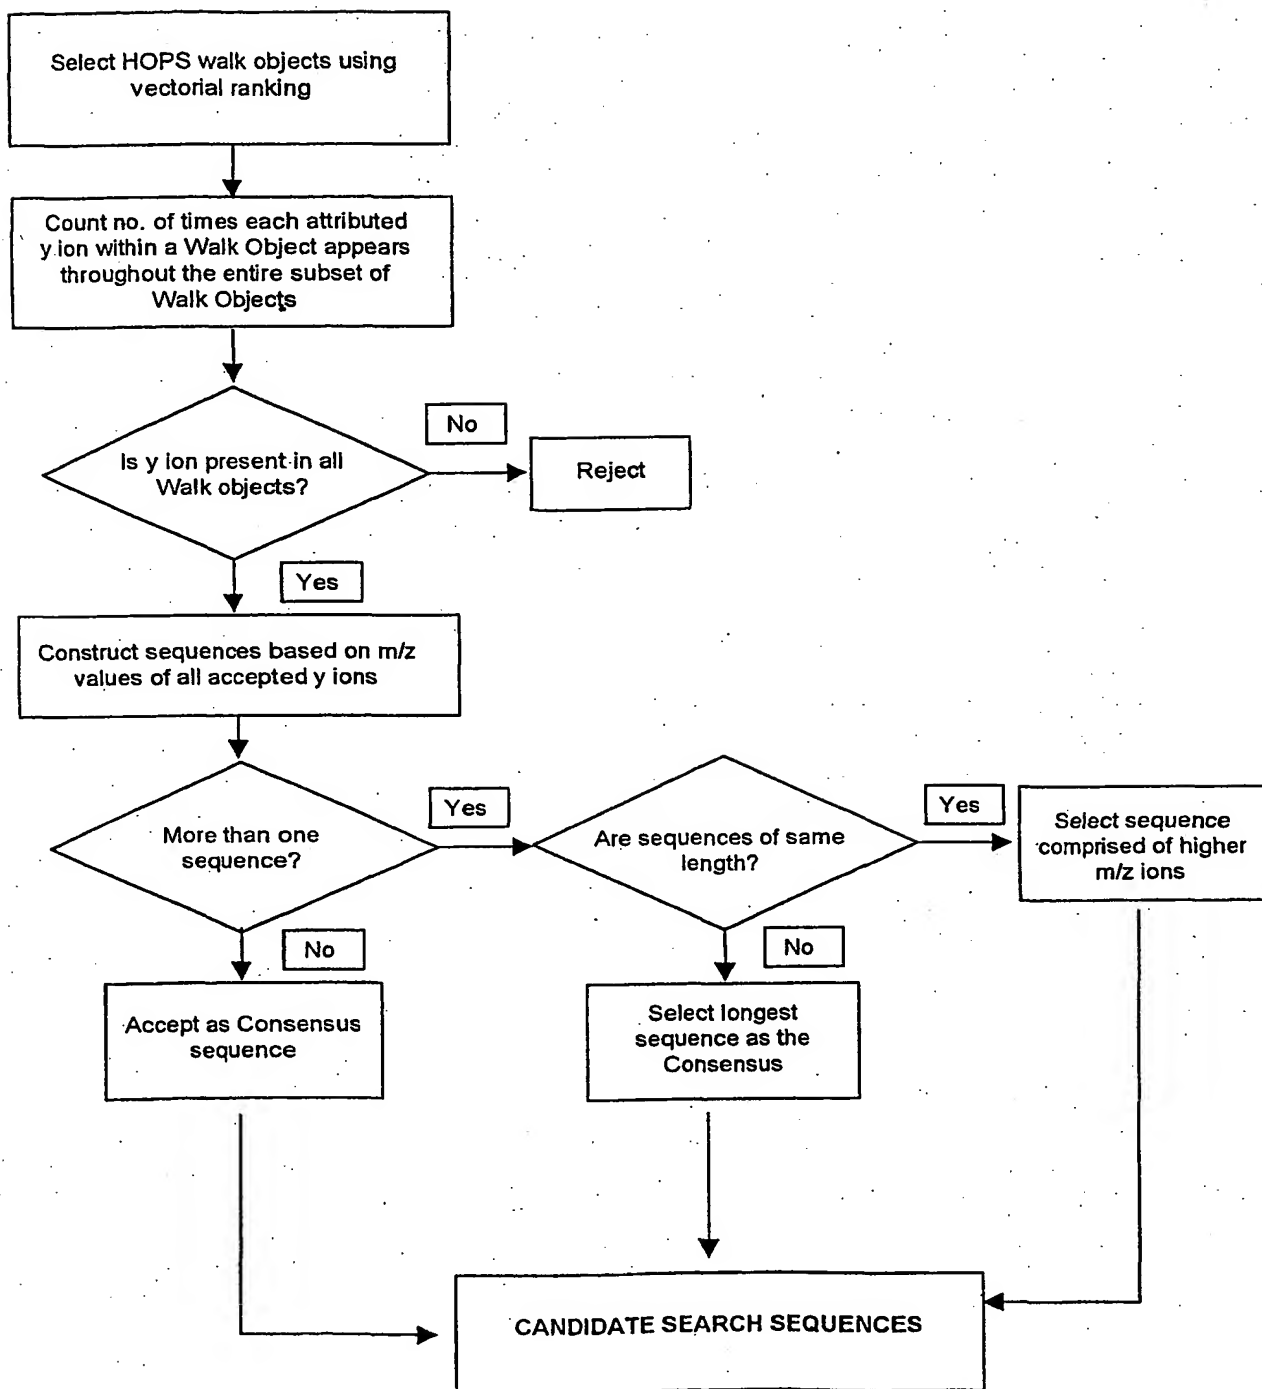 Select HOPS walk objects using
vectorial ranking
Count no. of times each attributed
y ion within a Walk Object appears
throughout the entire subset of
Walk Objects
Is y ion present in all
Walk objects?
No
Reject
Yes
Construct sequences based on m/z
values of all accepted y ions
More than one
sequence?
Yes
Are sequences of same
length?
Yes
Select sequence
comprised of higher
m/z ions
No
Accept as Consensus
sequence
No
Select longest
sequence as the
Consensus
CANDIDATE SEARCH SEQUENCES